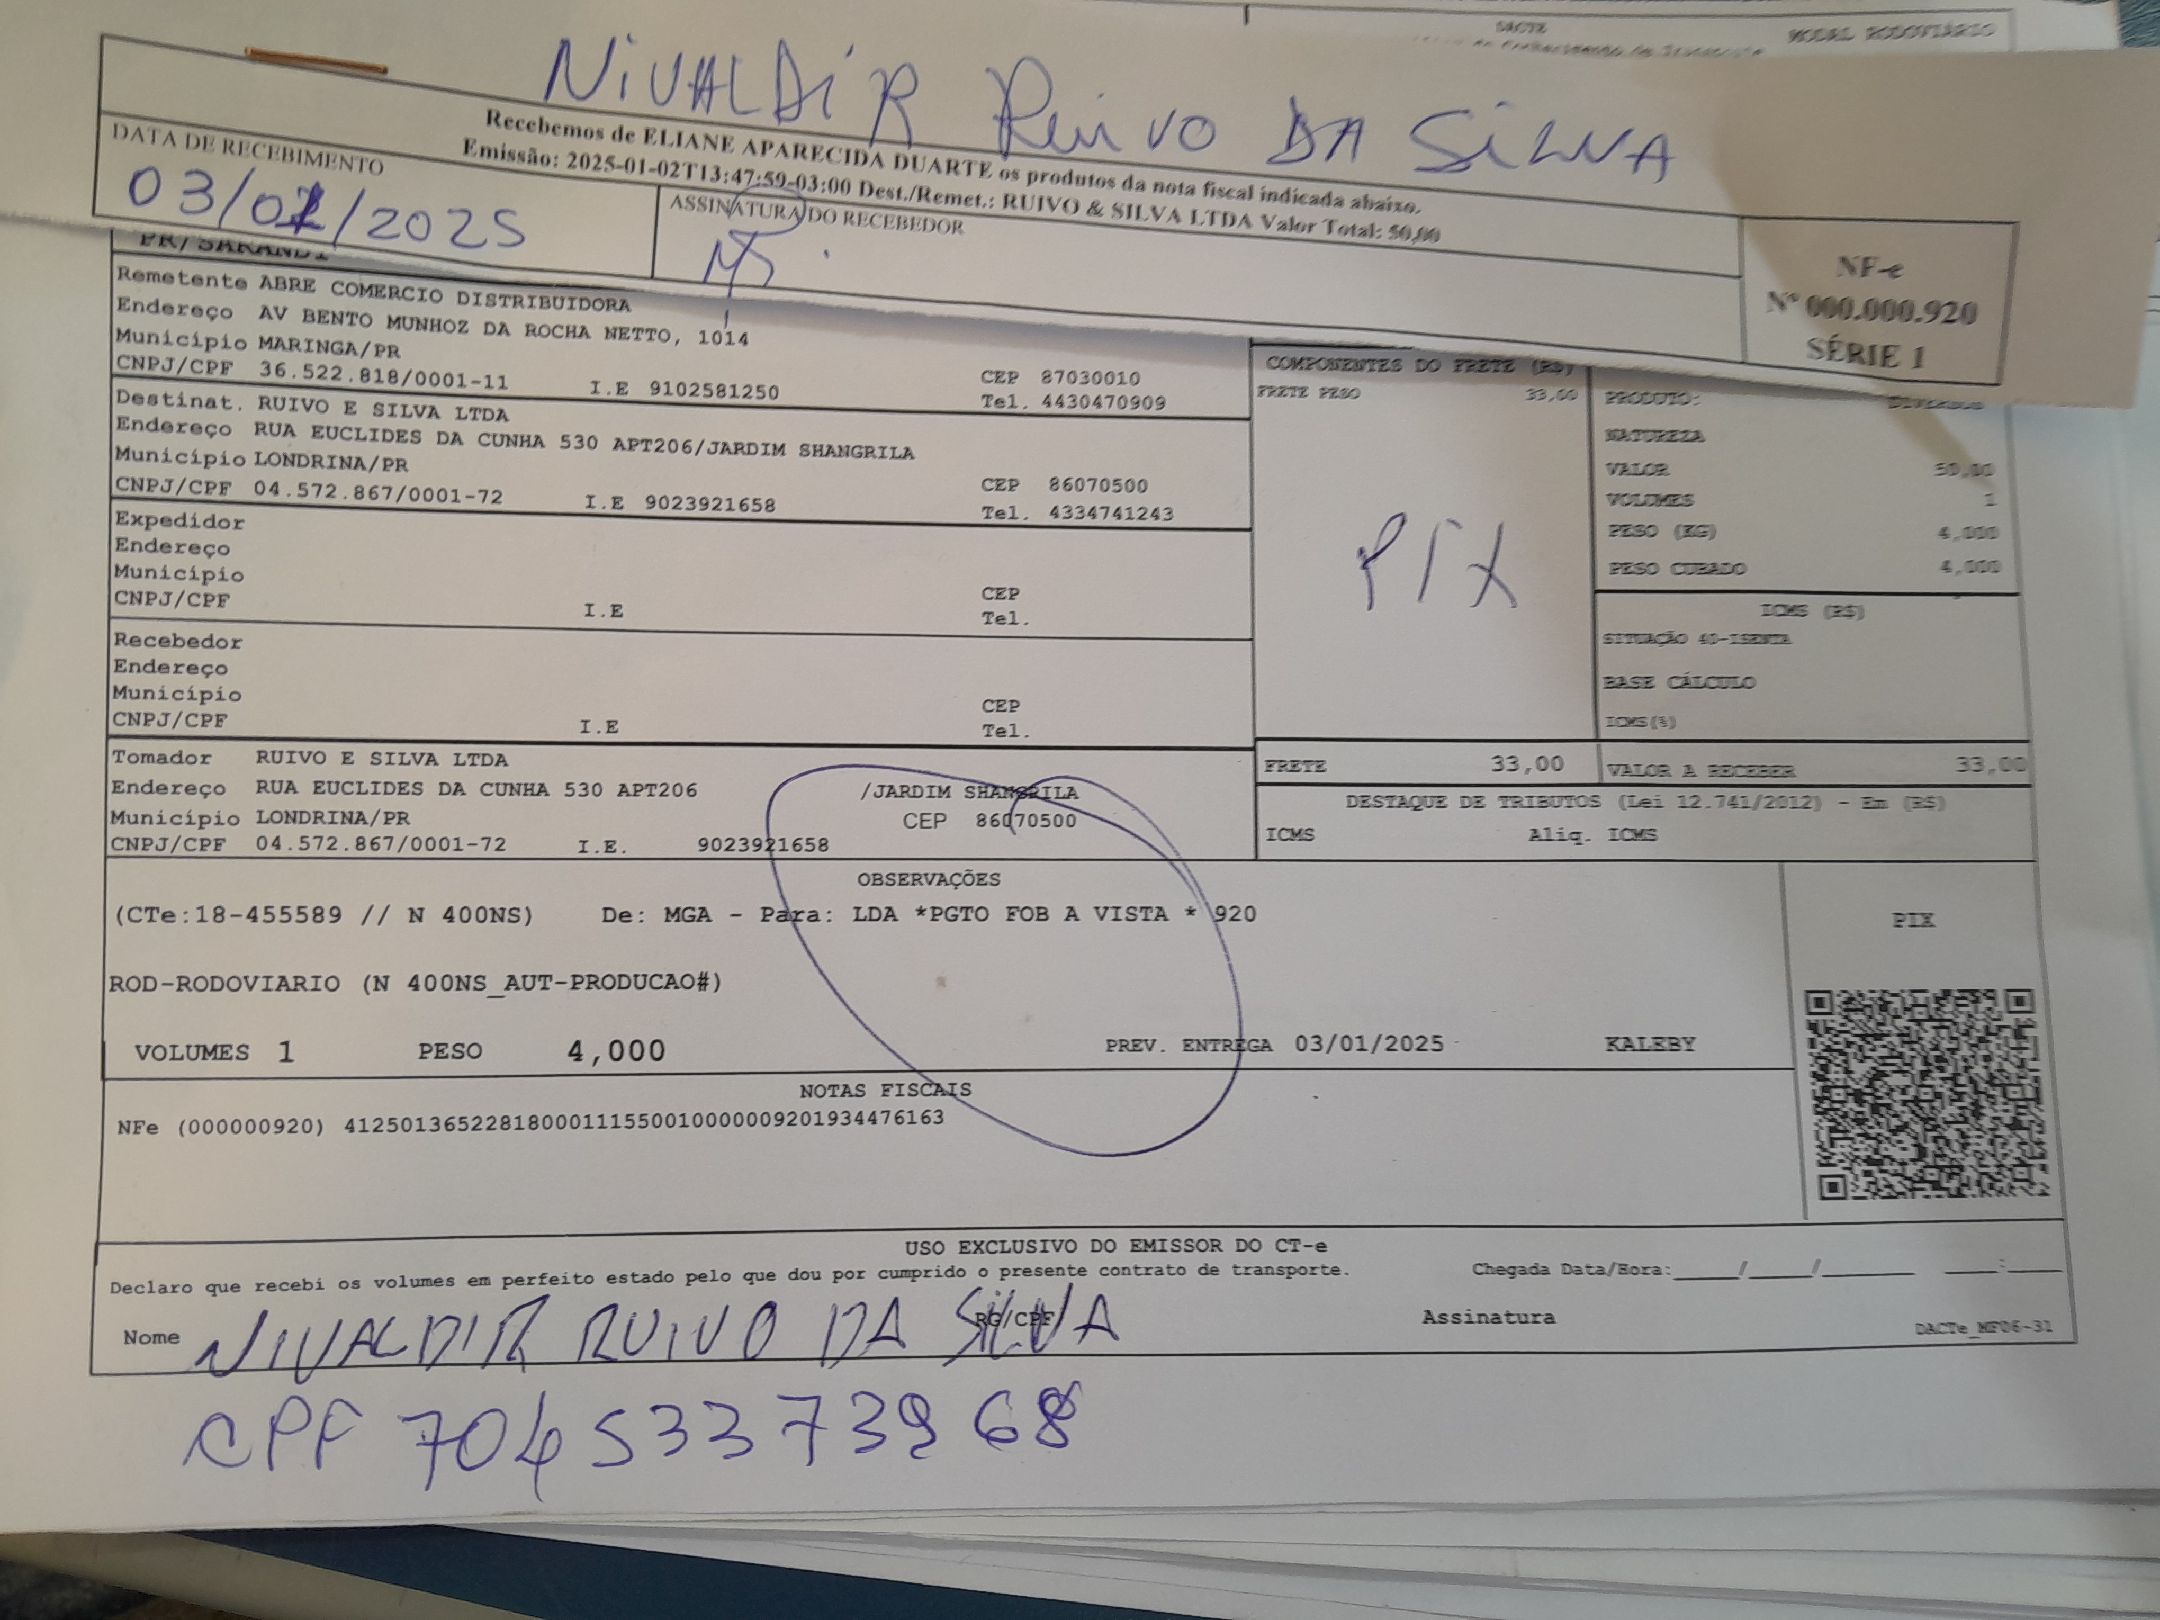 DACTE
MODAL RODOVIÁRIO
NIVALDIR RUIVO DA SILVA
Recebemos de ELIANE APARECIDA DUARTE os produtos da nota fiscal indicada abaixo.
Emissão: 2025-01-02T13:47:59-03:00 Dest./Remet.: RUIVO & SILVA LTDA Valor Total: 50,00
DATA DE RECEBIMENTO
03/01/2025
ASSINATURA DO RECEBEDOR
NF-e
Nº 000.000.920
SÉRIE 1
PR/SARANDI
Remetente ABRE COMERCIO DISTRIBUIDORA
Endereço AV BENTO MUNHOZ DA ROCHA NETTO, 1014
Município MARINGA/PR
CEP 87030010
CNPJ/CPF 36.522.818/0001-11 I.E 9102581250
Tel. 4430470909
Destinat. RUIVO E SILVA LTDA
Endereço RUA EUCLIDES DA CUNHA 530 APT206/JARDIM SHANGRILA
Município LONDRINA/PR
CEP 86070500
CNPJ/CPF 04.572.867/0001-72 I.E 9023921658
Tel. 4334741243
Expedidor
Endereço
Município
CEP
CNPJ/CPF I.E
Tel.
Recebedor
Endereço
Município
CEP
CNPJ/CPF I.E
Tel.
Tomador RUIVO E SILVA LTDA
Endereço RUA EUCLIDES DA CUNHA 530 APT206 /JARDIM SHANGRILA
Município LONDRINA/PR CEP 86070500
CNPJ/CPF 04.572.867/0001-72 I.E. 9023921658
COMPONENTES DO FRETE (R$)
FRETE PESO 33,00
PIX
PRODUTO: DIVERSOS
NATUREZA
VALOR 50,00
VOLUMES 1
PESO (KG) 4,000
PESO CUBADO 4,000
ICMS (R$)
SITUAÇÃO 40-ISENTA
BASE CÁLCULO
ICMS(%)
FRETE 33,00
VALOR A RECEBER 33,00
DESTAQUE DE TRIBUTOS (Lei 12.741/2012) - Em (R$)
ICMS Aliq. ICMS
OBSERVAÇÕES
(CTe:18-455589 // N 400NS) De: MGA - Para: LDA *PGTO FOB A VISTA * 920
PIX
ROD-RODOVIARIO (N 400NS_AUT-PRODUCAO#)
VOLUMES 1 PESO 4,000 PREV. ENTREGA 03/01/2025 KALEBY
NOTAS FISCAIS
NFe (000000920) 41250136522818000111550010000009201934476163
USO EXCLUSIVO DO EMISSOR DO CT-e
Declaro que recebi os volumes em perfeito estado pelo que dou por cumprido o presente contrato de transporte.
Chegada Data/Hora:_____/_____/________ ____:____
Nome NIVALDIR RUIVO DA SILVA RG/CPF
Assinatura
DACTe_MF06-31
CPF 704533739 68